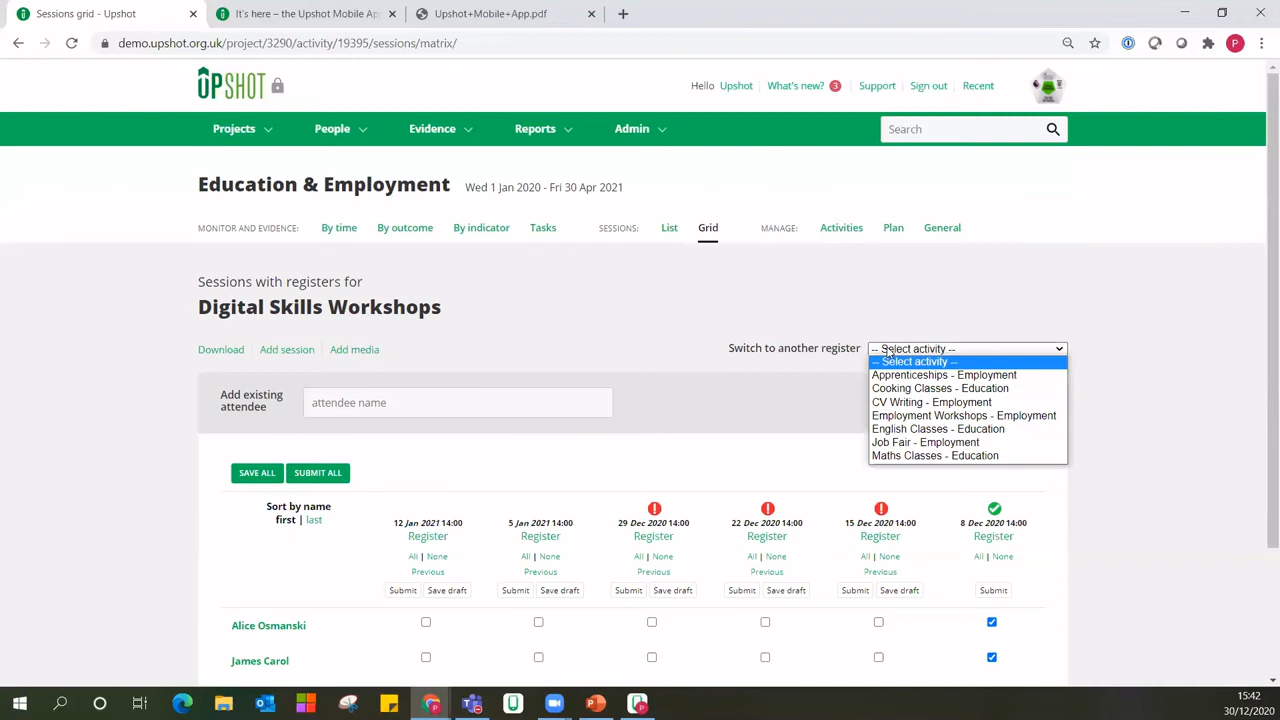 Sessions grid - Upshot
It's here – the Upshot Mobile Ap
Upshot+Mobile+App.pdf
demo.upshot.org.uk/project/3290/activity/19395/sessions/matrix/
UPSHOT
Hello Upshot What's new? 3 Support Sign out Recent
Projects People Evidence Reports Admin
Search
Education & Employment Wed 1 Jan 2020 - Fri 30 Apr 2021
MONITOR AND EVIDENCE: By time By outcome By indicator Tasks SESSIONS: List Grid MANAGE: Activities Plan General
Sessions with registers for
Digital Skills Workshops
Download Add session Add media
Switch to another register -- Select activity --
-- Select activity --
Apprenticeships - Employment
Cooking Classes - Education
CV Writing - Employment
Employment Workshops - Employment
English Classes - Education
Job Fair - Employment
Maths Classes - Education
Add existing
attendee
attendee name
SAVE ALL SUBMIT ALL
Sort by name
first | last
12 Jan 2021 14:00 5 Jan 2021 14:00 29 Dec 2020 14:00 22 Dec 2020 14:00 15 Dec 2020 14:00 8 Dec 2020 14:00
Register Register Register Register Register Register
All | None All | None All | None All | None All | None All | None
Previous Previous Previous Previous Previous
Submit Save draft Submit Save draft Submit Save draft Submit Save draft Submit Save draft Submit
Alice Osmanski
James Carol
15:42
30/12/2020